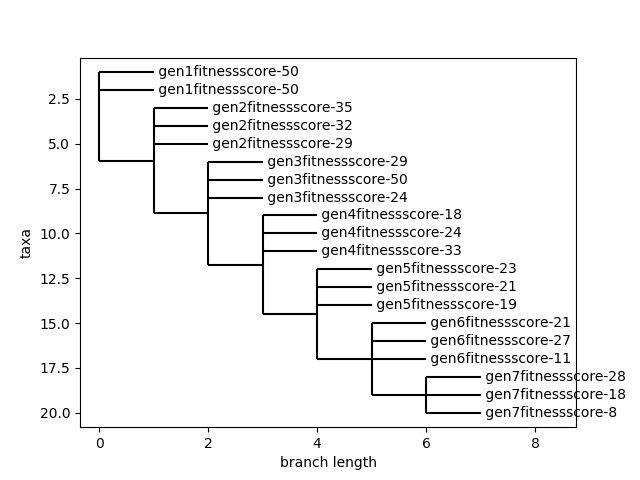 gen1fitnessscore-50
gen1fitnessscore-50
gen2fitnessscore-35
2.5
gen2fitnessscore-32
gen2fitnessscore-29
5.0
gen3fitnessscore-29
gen3fitnessscore-50
7.5
gen3fitnessscore-24
gen4fitnessscore-18
gen4fitnessscore-24
10.0
gen4fitnessscore-33
taxa
gen5fitnessscore-23
12.5
gen5fitnessscore-21
gen5fitnessscore-19
gen6fitnessscore-21
15.0
gen6fitnessscore-27
gen6fitnessscore-11
17.5
gen7fitnessscore-28
gen7fitnessscore-18
gen7fitnessscore-8
20.0
0 2 4 6 8
branch length